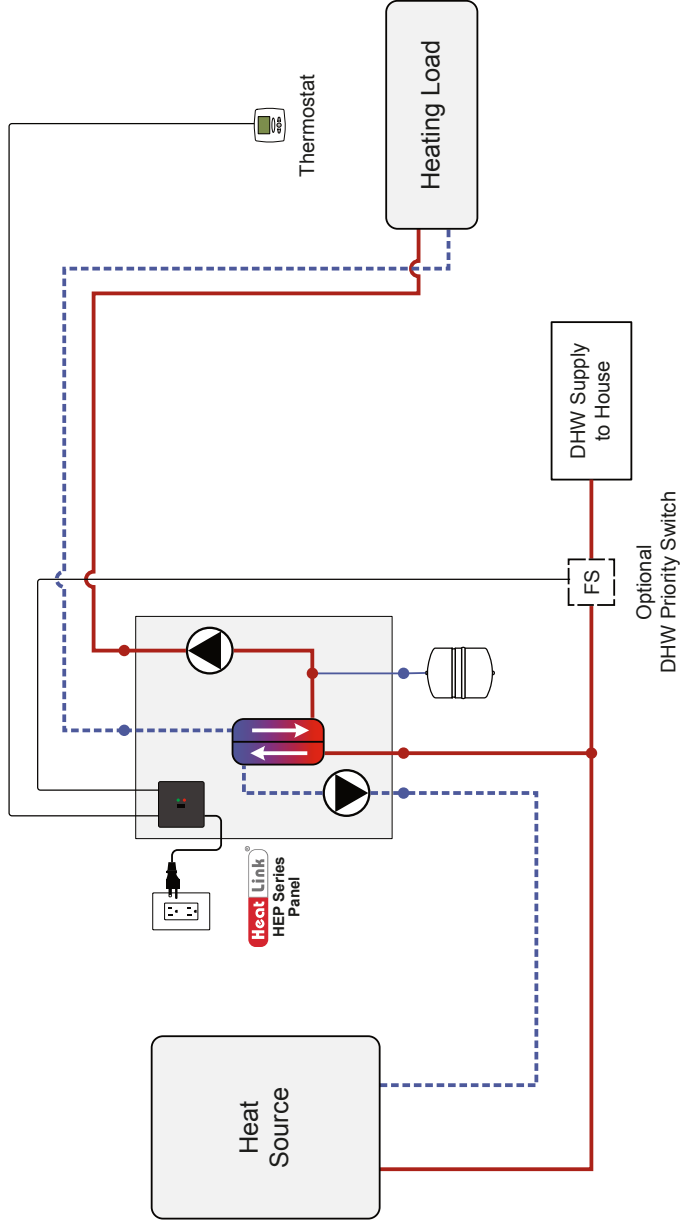 Thermostat
Heating Load
DHW Supply
to House
FS
Optional
DHW Priority Switch
Heat Link®
HEP Series
Panel
Heat
Source